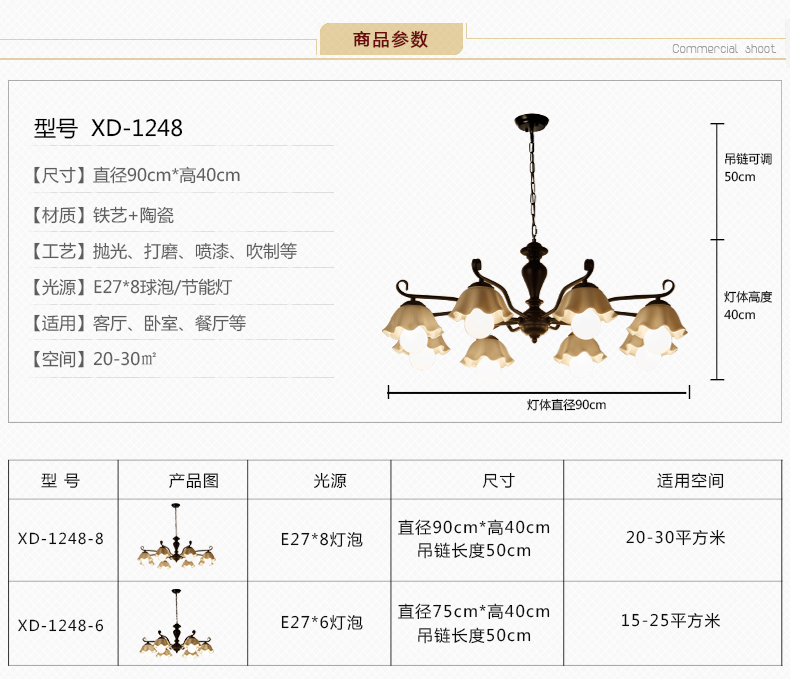 商品参数
Commercial shoot
型号 XD-1248
【尺寸】直径90cm*高40cm
【材质】铁艺+陶瓷
【工艺】抛光、打磨、喷漆、吹制等
【光源】E27*8球泡/节能灯
【适用】客厅、卧室、餐厅等
【空间】20-30㎡
吊链可调
50cm
灯体高度
40cm
灯体直径90cm
型 号 产品图 光源 尺寸 适用空间
XD-1248-8 E27*8灯泡 直径90cm*高40cm 20-30平方米
吊链长度50cm
XD-1248-6 E27*6灯泡 直径75cm*高40cm 15-25平方米
吊链长度50cm